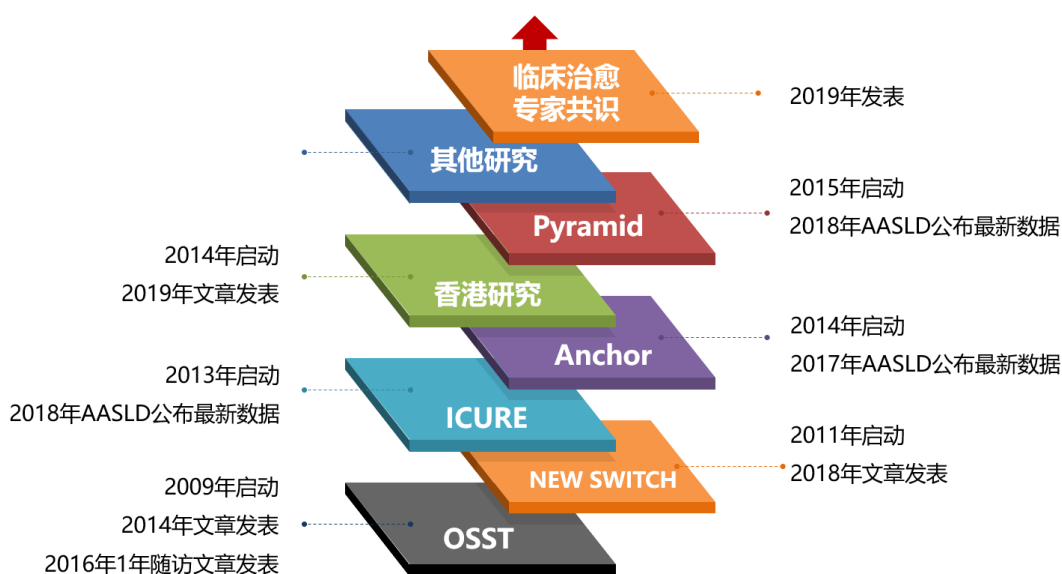 临床治愈
专家共识
2019年发表
其他研究
2015年启动
Pyramid
2018年AASLD公布最新数据
2014年启动
香港研究
2019年文章发表
2014年启动
Anchor
2017年AASLD公布最新数据
2013年启动
ICURE
2018年AASLD公布最新数据
2011年启动
NEW SWITCH
2018年文章发表
2009年启动
2014年文章发表
OSST
2016年1年随访文章发表